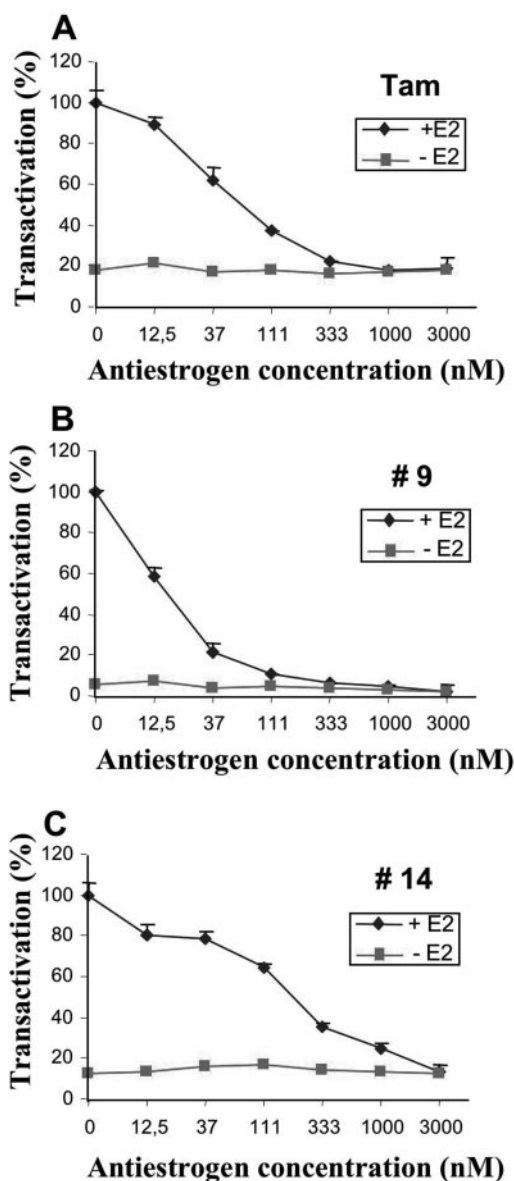 A
Transactivation (%)
120
100
80
60
40
20
0
Tam
+E2
- E2
0 12,5 37 111 333 1000 3000
Antiestrogen concentration (nM)
B
Transactivation (%)
120
100
80
60
40
20
0
# 9
+ E2
- E2
0 12,5 37 111 333 1000 3000
Antiestrogen concentration (nM)
C
Transactivation (%)
120
100
80
60
40
20
0
# 14
+ E2
- E2
0 12,5 37 111 333 1000 3000
Antiestrogen concentration (nM)